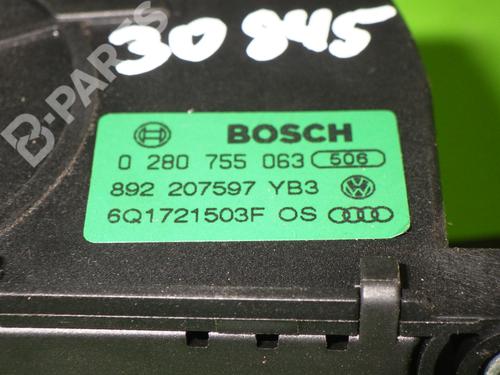 30 845
B-PARTS
BOSCH
0 280 755 063 506
892 207597 YB3
6Q1721503F OS